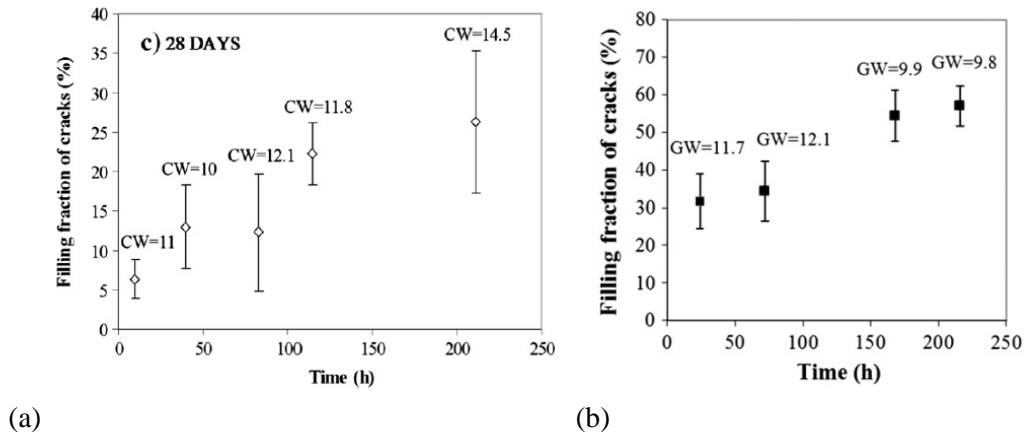 c) 28 DAYS
Filling fraction of cracks (%)
40
35
30
25
20
15
10
5
0
CW=11
CW=10
CW=12.1
CW=11.8
CW=14.5
0 50 100 150 200 250
Time (h)
(a)
Filling fraction of cracks (%)
80
70
60
50
40
30
20
10
0
GW=11.7
GW=12.1
GW=9.9
GW=9.8
0 50 100 150 200 250
Time (h)
(b)